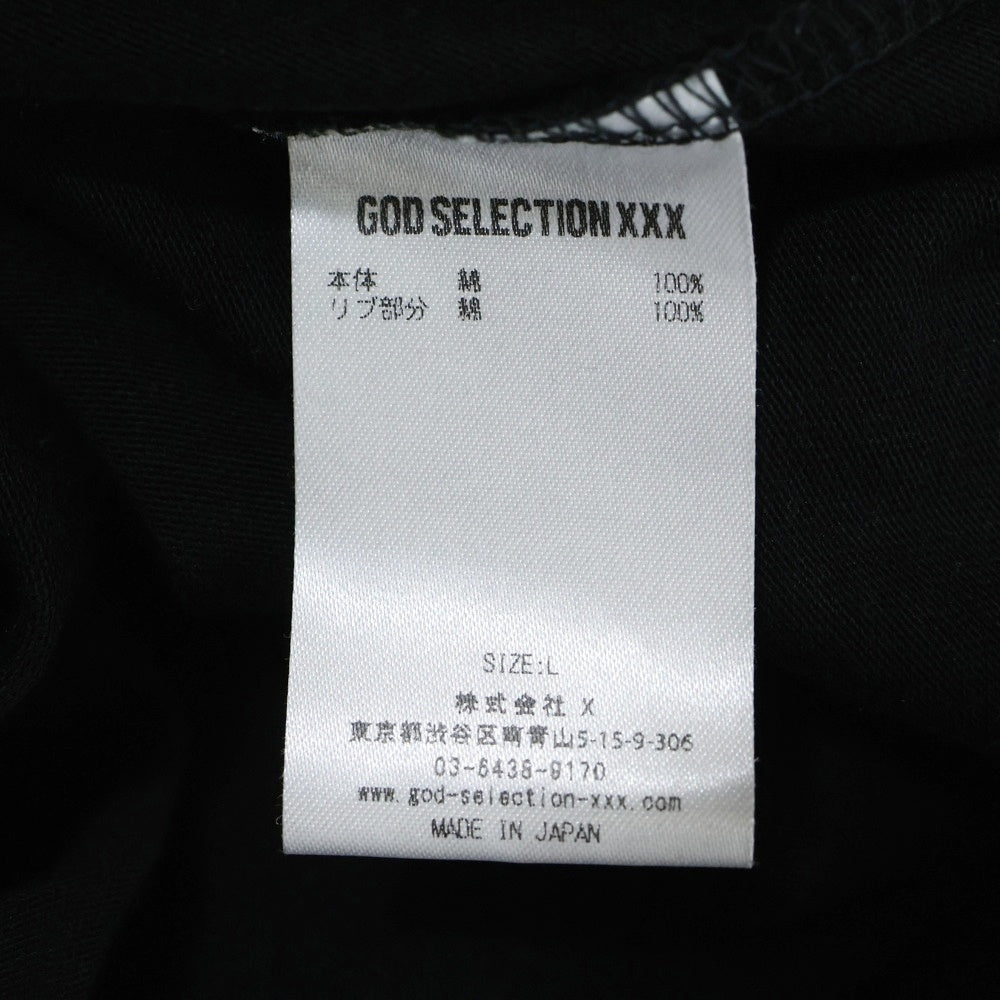 GOD SELECTION XXX
本体 綿 100%
リブ部分 綿 100%
SIZE:L
株式会社 X
東京都渋谷区南青山5-15-9-306
03-6438-9170
www.god-selection-xxx.com
MADE IN JAPAN